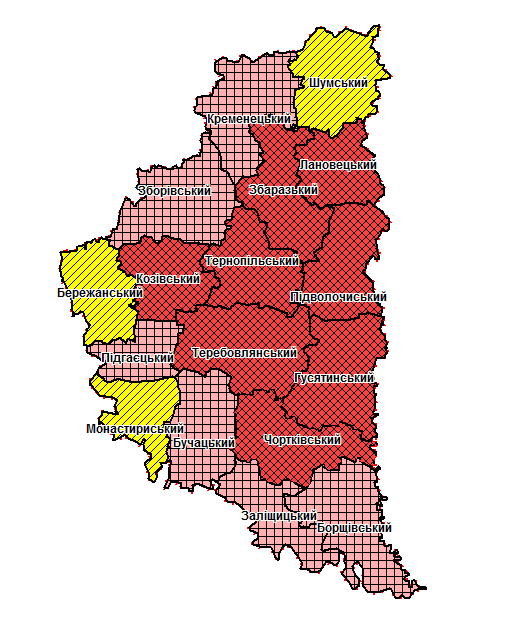 Шумський
Кременецький
Лановецький
Зборівський
Збаразький
Тернопільський
Козівський
Бережанський
Підволочиський
Теребовлянський
Підгаєцький
Гусятинський
Монастириський
Бучацький
Чортківський
Заліщицький
Борщівський